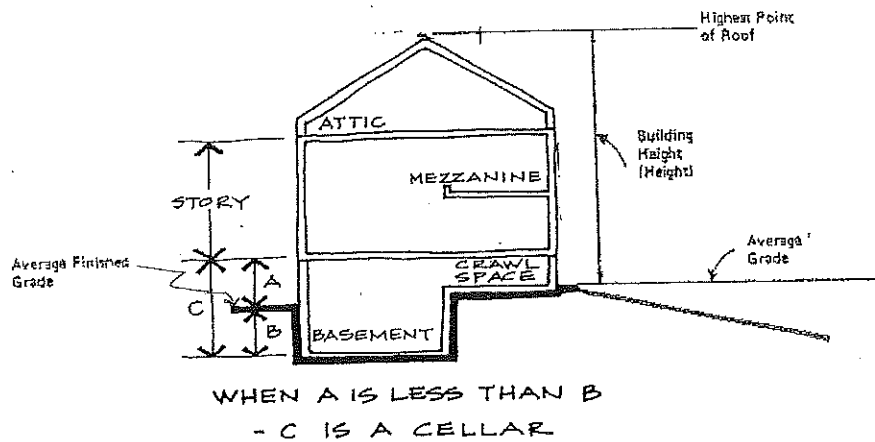 Highest Point
of Roof
ATTIC
Building
Height
(Height)
MEZZANINE
STORY
Average Finished
Grade
Average
Grade
CRAWL
SPACE
A
C
B
BASEMENT
WHEN A IS LESS THAN B
- C IS A CELLAR